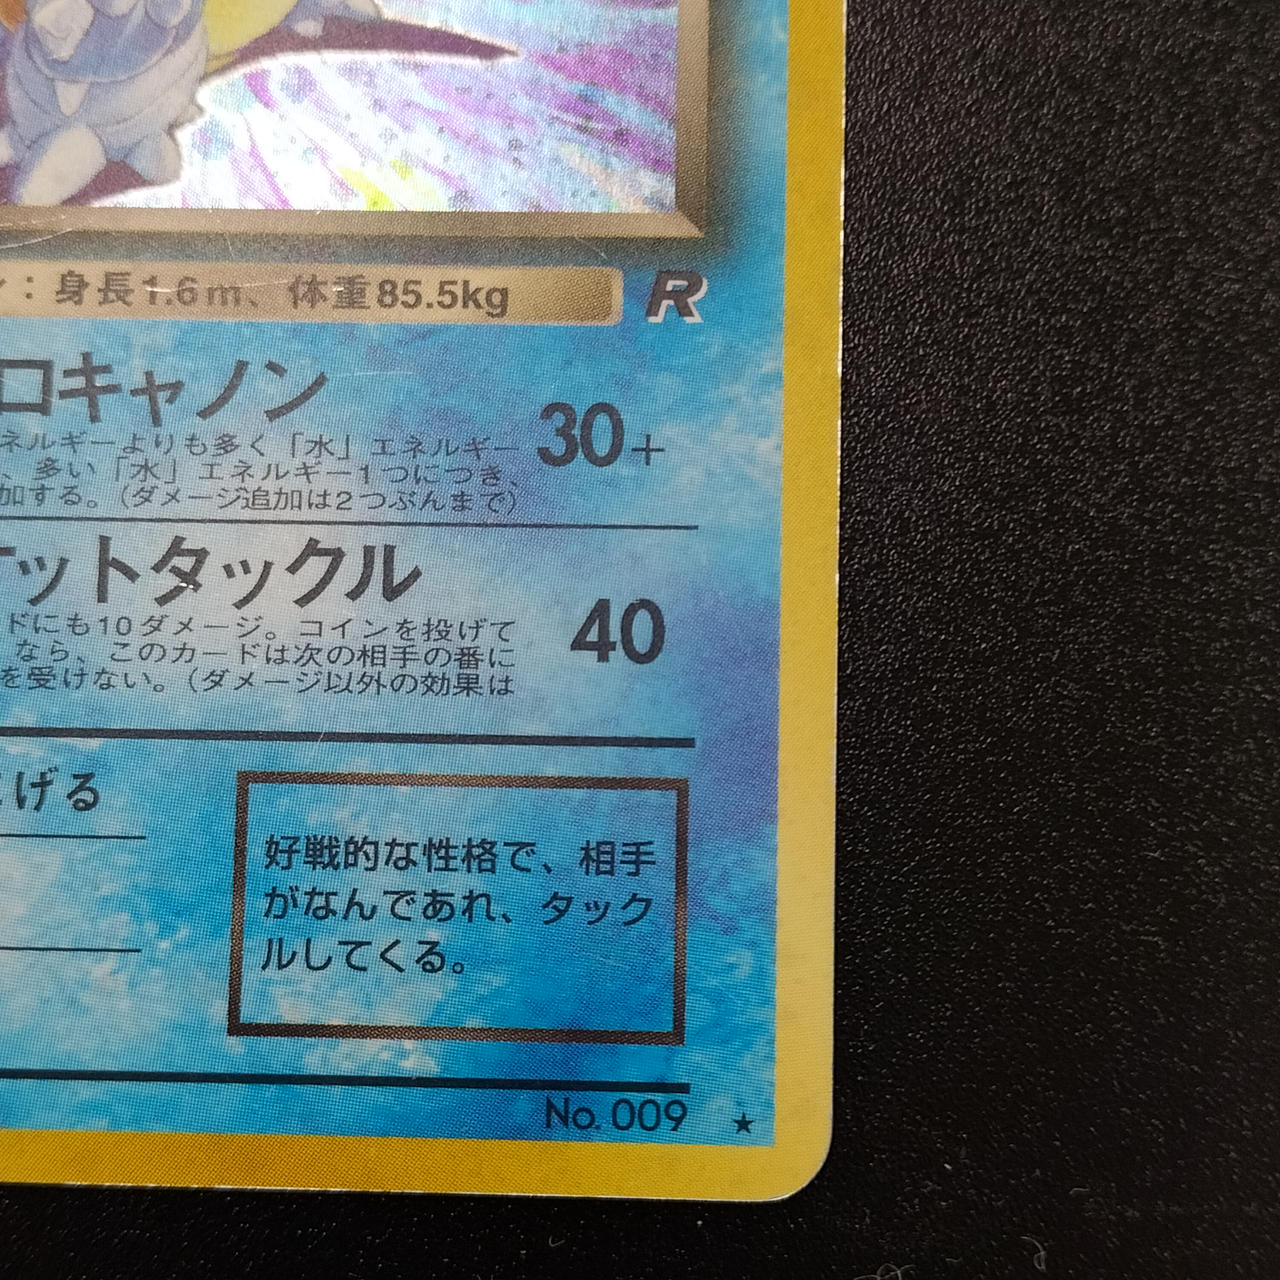 ：身長1.6m、体重85.5kg
R
ロキャノン
30+
ネルギーよりも多く「水」エネルギー
、多い「水」エネルギー1つにつき、
加する。（ダメージ追加は2つぶんまで）
ットタックル
40
ドにも10ダメージ。コインを投げて
なら、このカードは次の相手の番に
を受けない。（ダメージ以外の効果は
げる
好戦的な性格で、相手
がなんであれ、タック
ルしてくる。
No. 009 ★